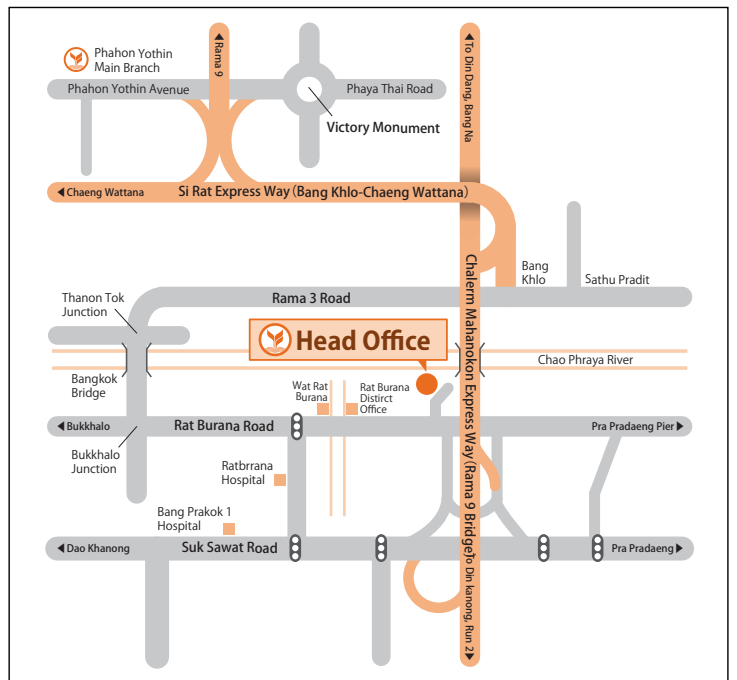 Phahon Yothin
Main Branch
Phahon Yothin Avenue
Rama 9
Phaya Thai Road
Victory Monument
To Din Dang, Bang Na
Chaeng Wattana
Si Rat Express Way (Bang Khlo-Chaeng Wattana)
Bang
Khlo
Sathu Pradit
Thanon Tok
Junction
Rama 3 Road
Chalerm Mahanokon Express Way (Rama 9 Bridge)
Head Office
Chao Phraya River
Bangkok
Bridge
Wat Rat
Burana
Rat Burana
Distirct
Office
Bukkhalo
Rat Burana Road
Pra Pradaeng Pier
Bukkhalo
Junction
Ratbrrana
Hospital
Bang Prakok 1
Hospital
Dao Khanong
Suk Sawat Road
Pra Pradaeng
To Din kanong, Run 2